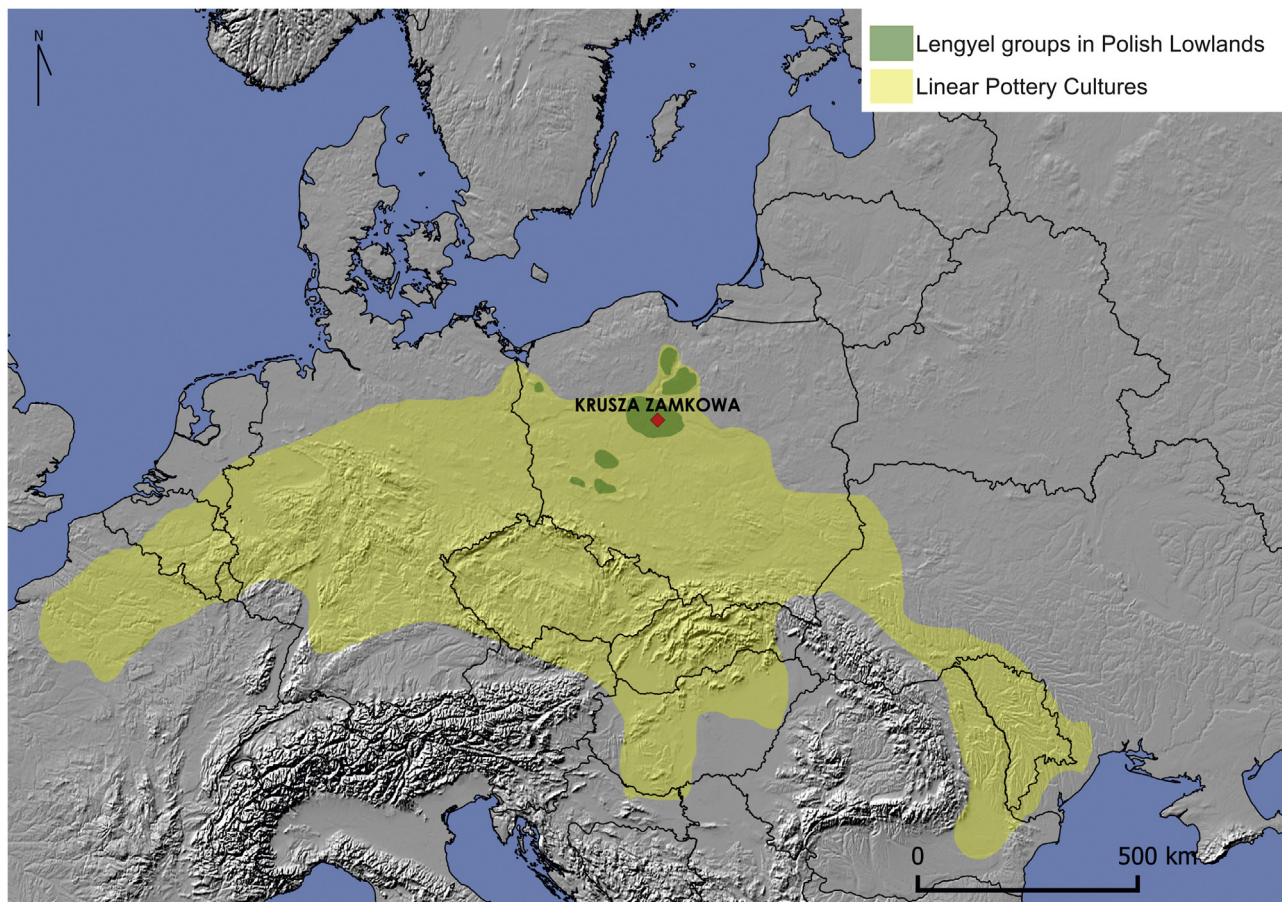 N
Lengyel groups in Polish Lowlands
Linear Pottery Cultures
KRUSZA ZAMKOWA
0 500 km